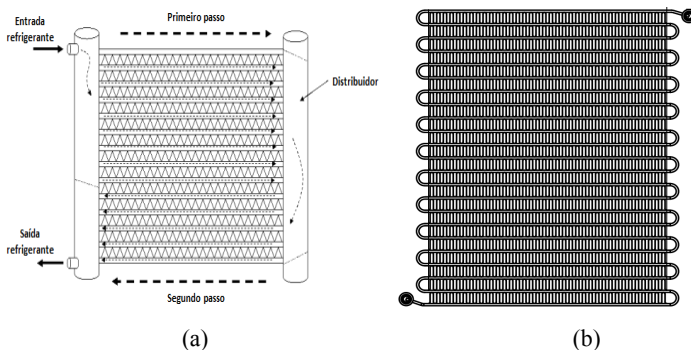 Entrada
refrigerante
Primeiro passo
Distribuidor
Saída
refrigerante
Segundo passo
(a)
(b)